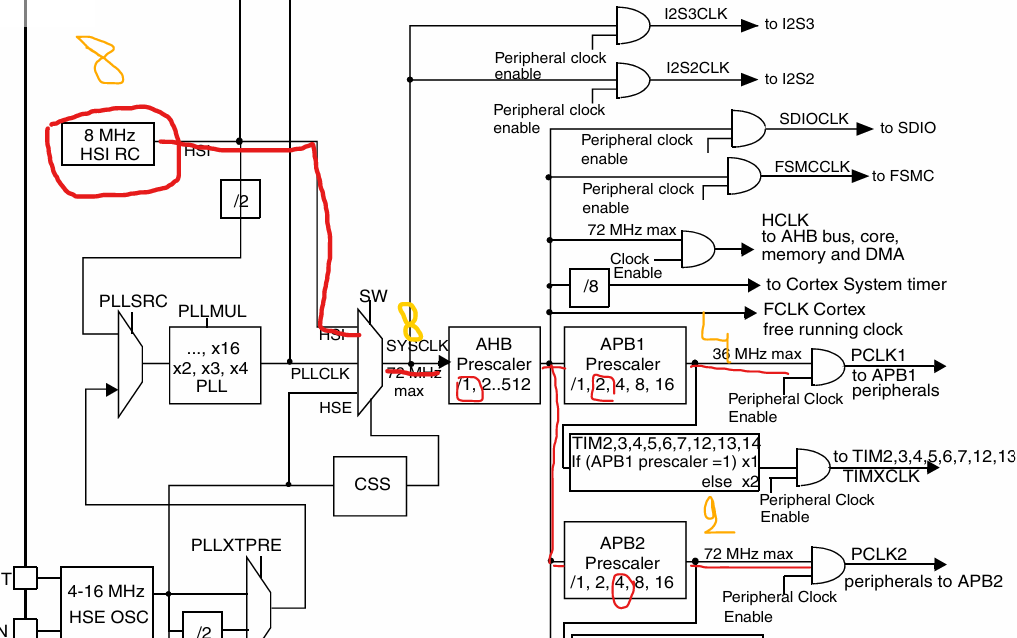 I2S3CLK
to I2S3
Peripheral clock
enable
I2S2CLK
to I2S2
Peripheral clock
enable
8
8 MHz
HSI RC
HSI
SDIOCLK
to SDIO
Peripheral clock
enable
FSMCCLK
to FSMC
Peripheral clock
enable
/2
72 MHz max
HCLK
to AHB bus, core,
memory and DMA
Clock
Enable
/8
to Cortex System timer
FCLK Cortex
free running clock
PLLSRC
PLLMUL
..., x16
x2, x3, x4
PLL
SW
HSI
8
SYSCLK
72 MHz
max
PLLCLK
HSE
AHB
Prescaler
/1, 2..512
APB1
Prescaler
/1, 2, 4, 8, 16
4
36 MHz max
PCLK1
to APB1
peripherals
Peripheral Clock
Enable
TIM2,3,4,5,6,7,12,13,14
If (APB1 prescaler =1) x1
else x2
to TIM2,3,4,5,6,7,12,13
TIMXCLK
Peripheral Clock
Enable
CSS
2
APB2
Prescaler
/1, 2, 4, 8, 16
72 MHz max
PCLK2
peripherals to APB2
Peripheral Clock
Enable
PLLXTPRE
T
4-16 MHz
HSE OSC
N
/2